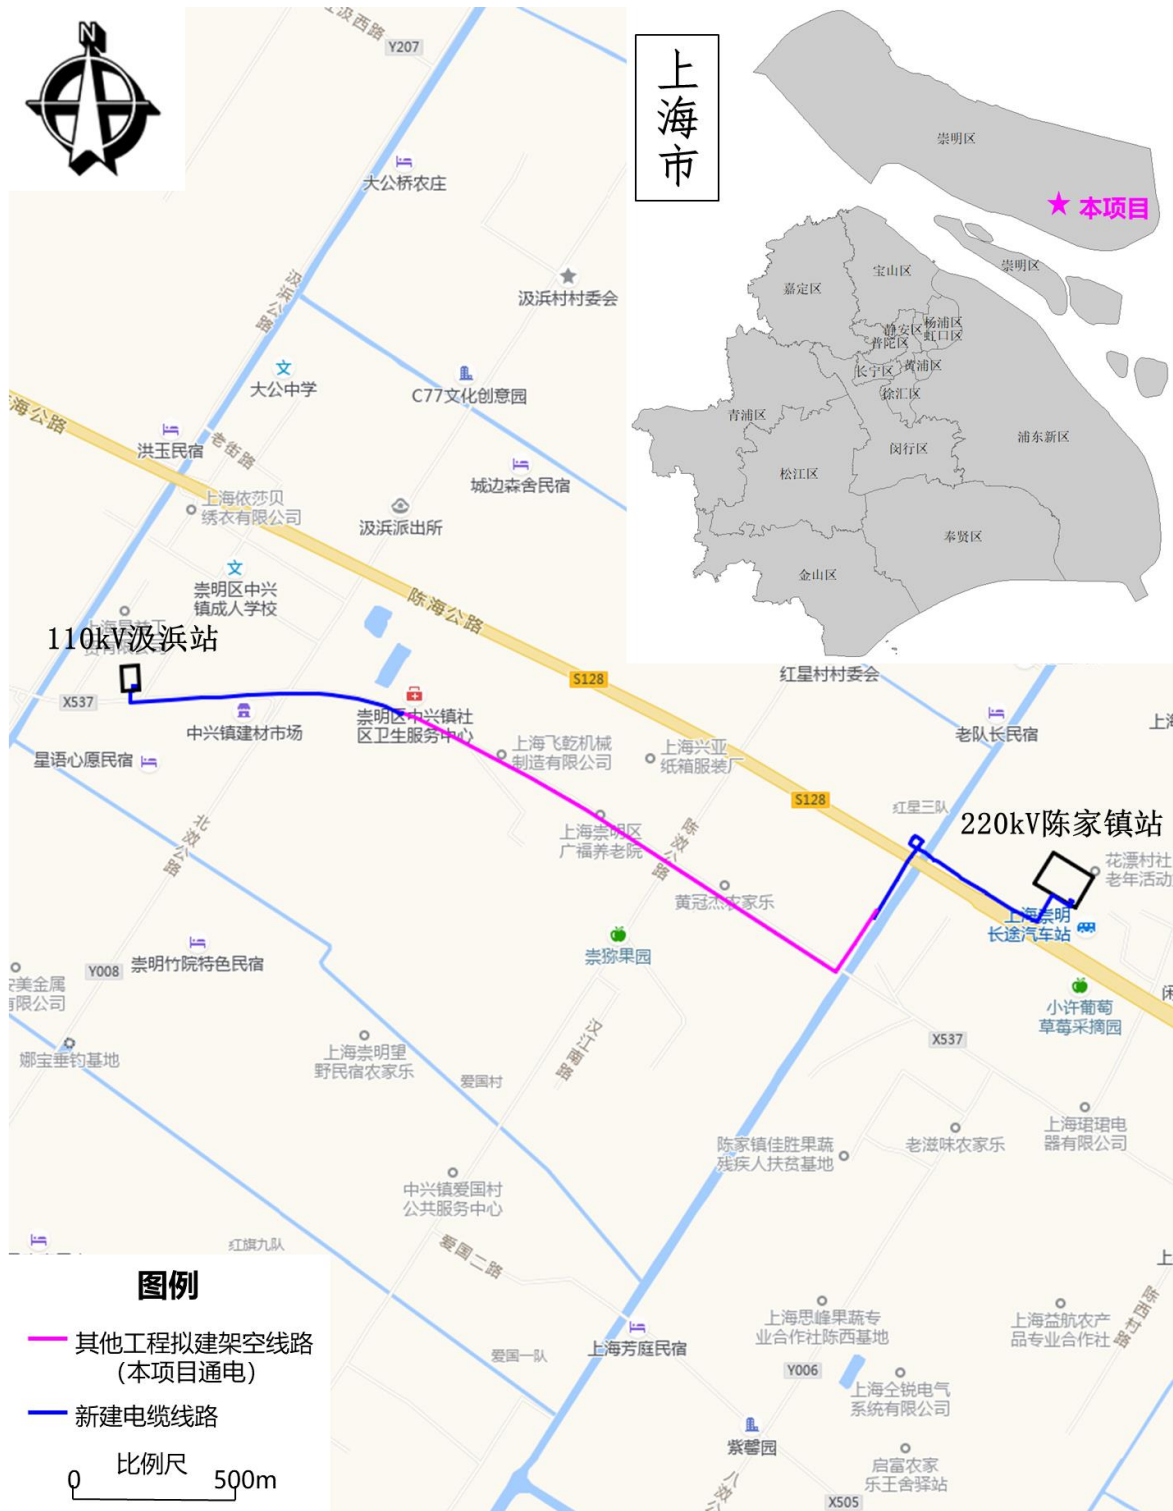 N
Y207
上海市
崇明区
本项目
崇明区
宝山区
嘉定区
杨浦区
静安区
虹口区
普陀区
黄浦区
长宁区
徐汇区
青浦区
浦东新区
闵行区
松江区
奉贤区
金山区
大公桥农庄
汲浜公路
汲浜村村委会
大公中学
C77文化创意园
海公路
洪玉民宿
老街路
城边森舍民宿
上海依莎贝
绣衣有限公司
汲浜派出所
崇明区中兴
镇成人学校
陈海公路
110kV汲浜站
S128
红星村村委会
X537
中兴镇建材市场
崇明区中兴镇社
区卫生服务中心
星语心愿民宿
上海飞乾机械
制造有限公司
上海兴亚
纸箱服装厂
老队长民宿
S128
红星三队
220kV陈家镇站
北滧公路
上海崇明区
广福养老院
陈滧公路
花漂村社
老年活动
黄冠杰农家乐
上海崇明
长途汽车站
崇明竹院特色民宿
崇猕果园
Y008
安美金属
有限公司
小许葡萄
草莓采摘园
闲
娜宝垂钓基地
上海崇明望
野民宿农家乐
汉江南路
X537
爱国村
上海珺珺电
器有限公司
陈家镇佳胜果蔬
残疾人扶贫基地
老滋味农家乐
中兴镇爱国村
公共服务中心
红旗九队
爱国二路
上
图例
其他工程拟建架空线路
（本项目通电）
新建电缆线路
比例尺
0 500m
上海思峰果蔬专
业合作社陈西基地
上海益航农产
品专业合作社
陈西村路
上海芳庭民宿
爱国一队
Y006
上海仝锐电气
系统有限公司
紫馨园
启富农家
乐王舍驿站
八滧公
X505